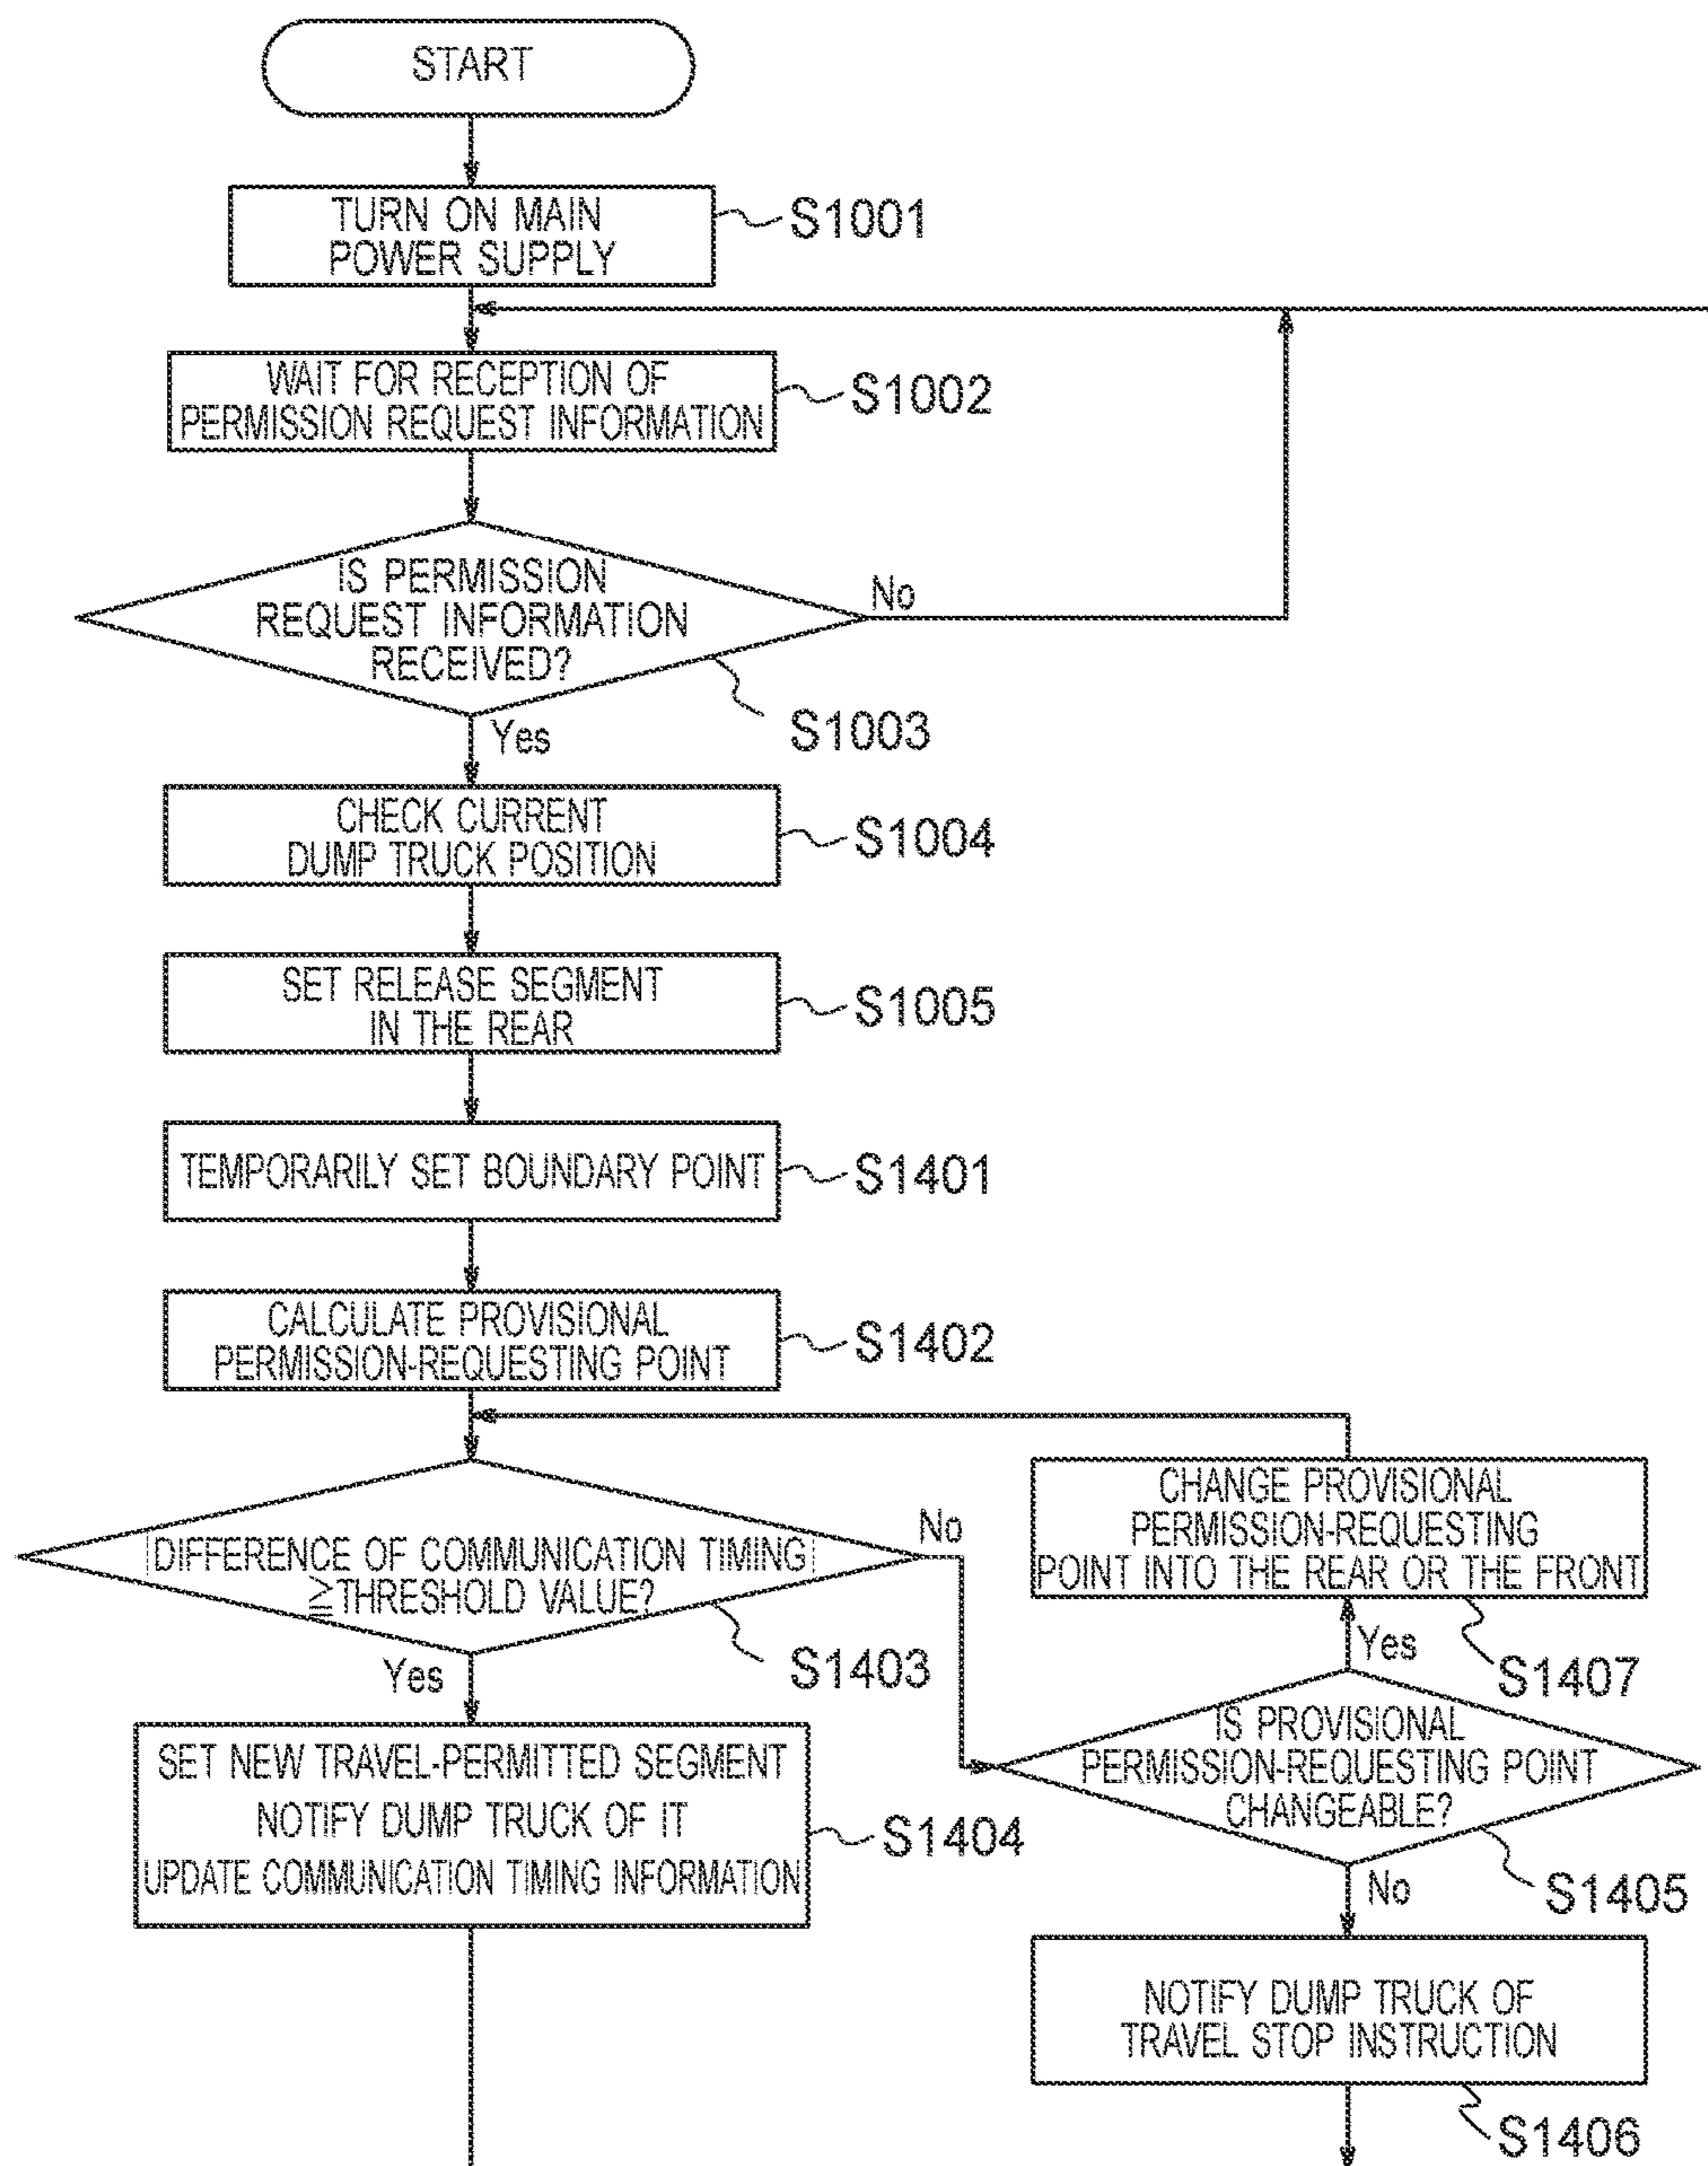 START
TURN ON MAIN
POWER SUPPLY
S1001
WAIT FOR RECEPTION OF
PERMISSION REQUEST INFORMATION
S1002
IS PERMISSION
REQUEST INFORMATION
RECEIVED?
No
S1003
Yes
CHECK CURRENT
DUMP TRUCK POSITION
S1004
SET RELEASE SEGMENT
IN THE REAR
S1005
TEMPORARILY SET BOUNDARY POINT
S1401
CALCULATE PROVISIONAL
PERMISSION-REQUESTING POINT
S1402
DIFFERENCE OF COMMUNICATION TIMING
≧THRESHOLD VALUE?
No
S1403
Yes
CHANGE PROVISIONAL
PERMISSION-REQUESTING
POINT INTO THE REAR OR THE FRONT
S1407
Yes
SET NEW TRAVEL-PERMITTED SEGMENT
NOTIFY DUMP TRUCK OF IT
UPDATE COMMUNICATION TIMING INFORMATION
S1404
IS PROVISIONAL
PERMISSION-REQUESTING POINT
CHANGEABLE?
S1405
No
NOTIFY DUMP TRUCK OF
TRAVEL STOP INSTRUCTION
S1406